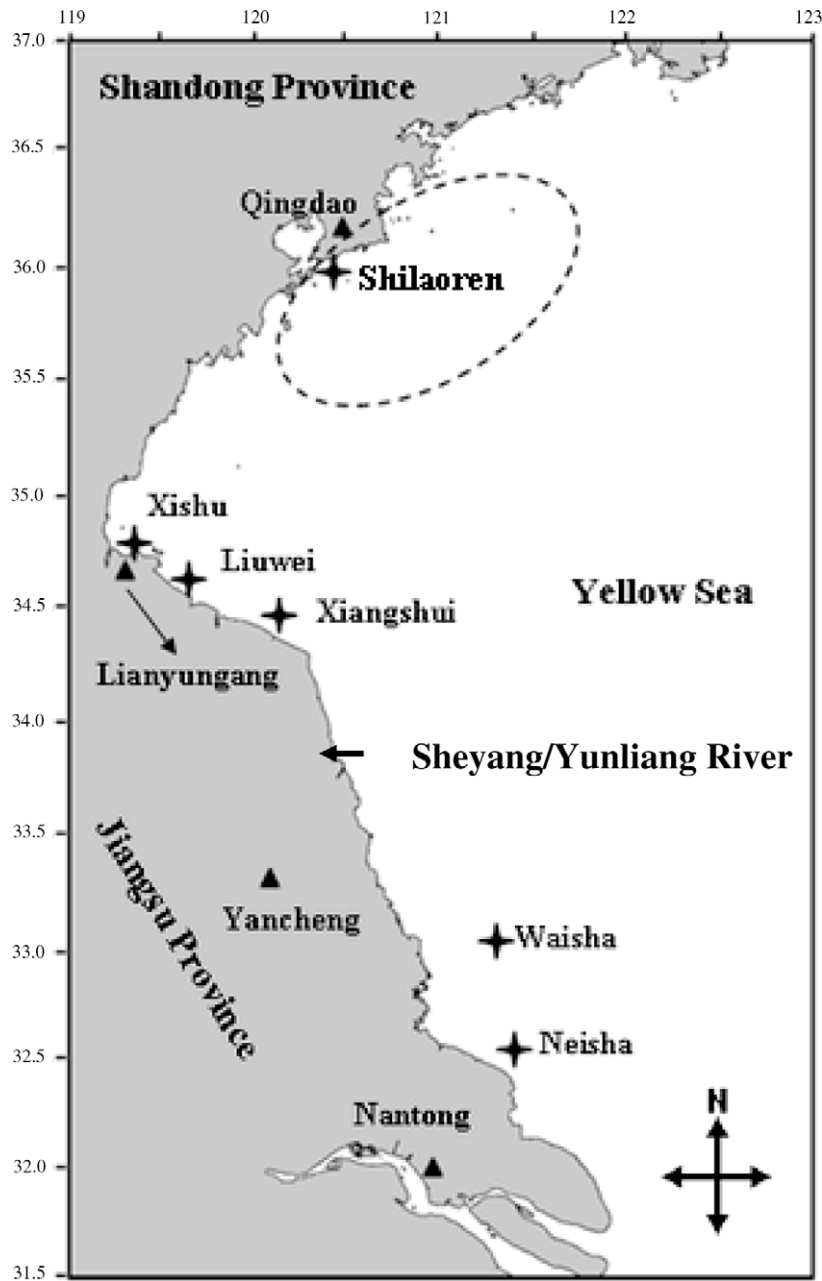 119 120 121 122 123
37.0
Shandong Province
36.5
Qingdao
36.0
Shilaoren
35.5
35.0
Xishu
Liuwei
Yellow Sea
34.5
Xiangshui
Lianyungang
34.0
Sheyang/Yunliang River
33.5
Jiangsu Province
Yancheng
Waisha
33.0
Neisha
32.5
N
Nantong
32.0
31.5